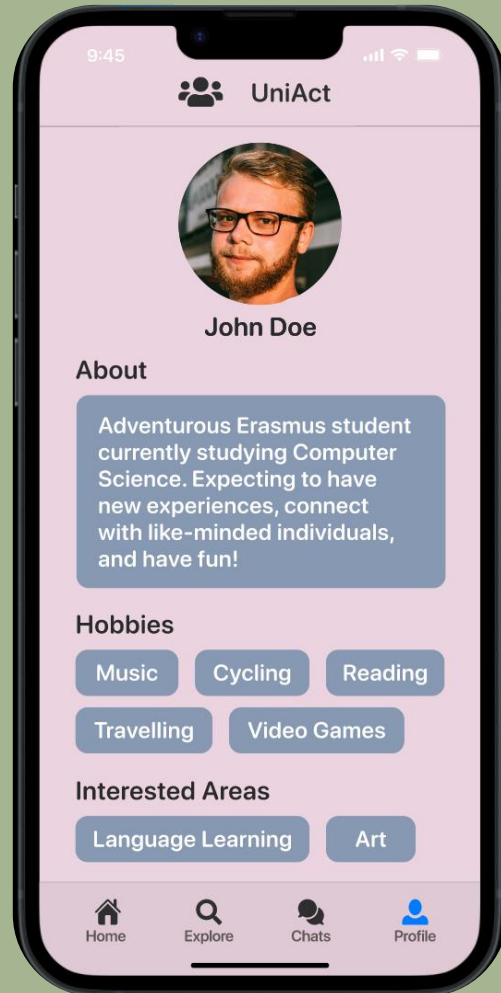 9:45
UniAct
John Doe
About
Adventurous Erasmus student
currently studying Computer
Science. Expecting to have
new experiences, connect
with like-minded individuals,
and have fun!
Hobbies
Music Cycling Reading
Travelling Video Games
Interested Areas
Language Learning Art
Home Explore Chats Profile